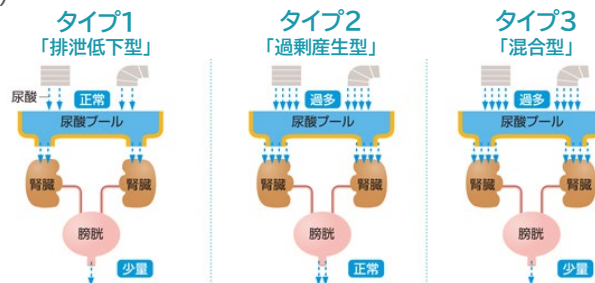 タイプ1
「排泄低下型」
尿酸
正常
尿酸プール
腎臓
腎臓
膀胱
少量
タイプ2
「過剰産生型」
過多
尿酸プール
腎臓
腎臓
膀胱
正常
タイプ3
「混合型」
過多
尿酸プール
腎臓
腎臓
膀胱
少量